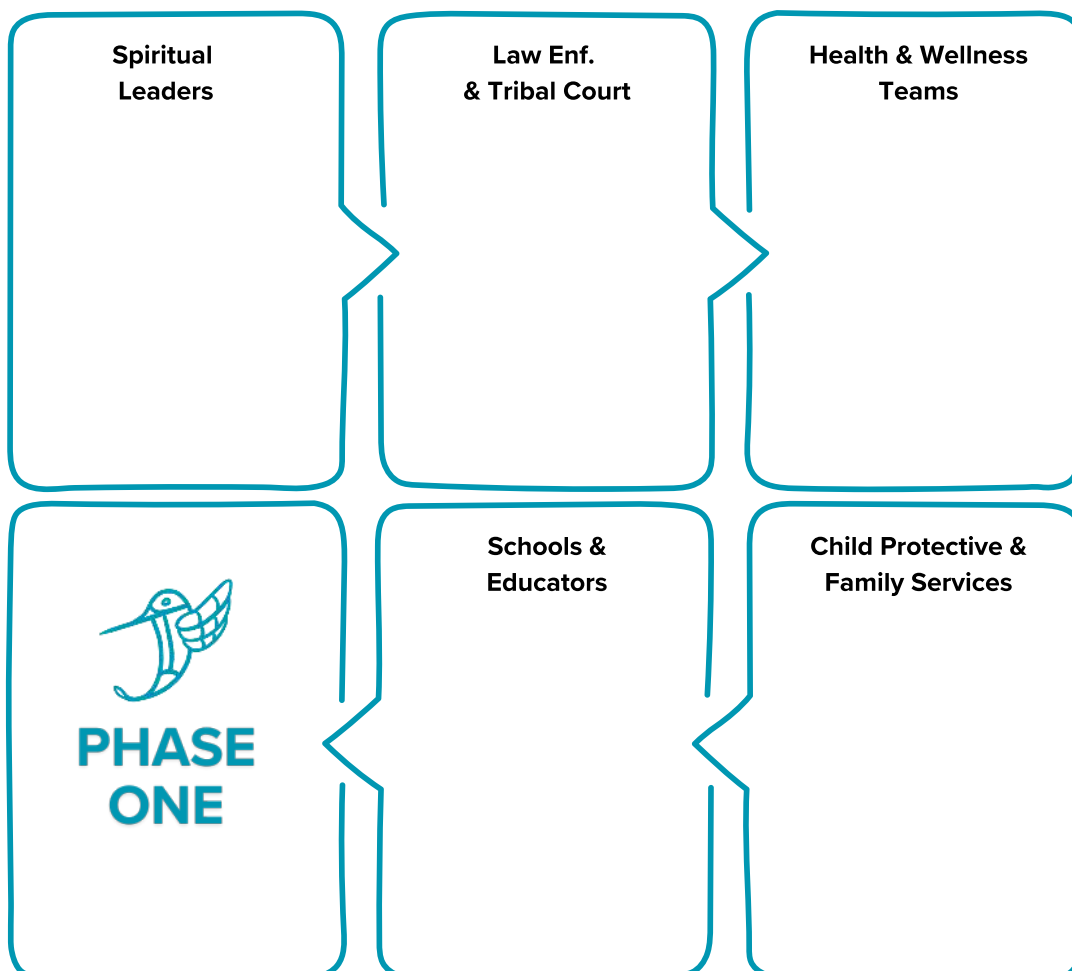 Spiritual
Leaders
Law Enf.
& Tribal Court
Health & Wellness
Teams
PHASE
ONE
Schools &
Educators
Child Protective &
Family Services